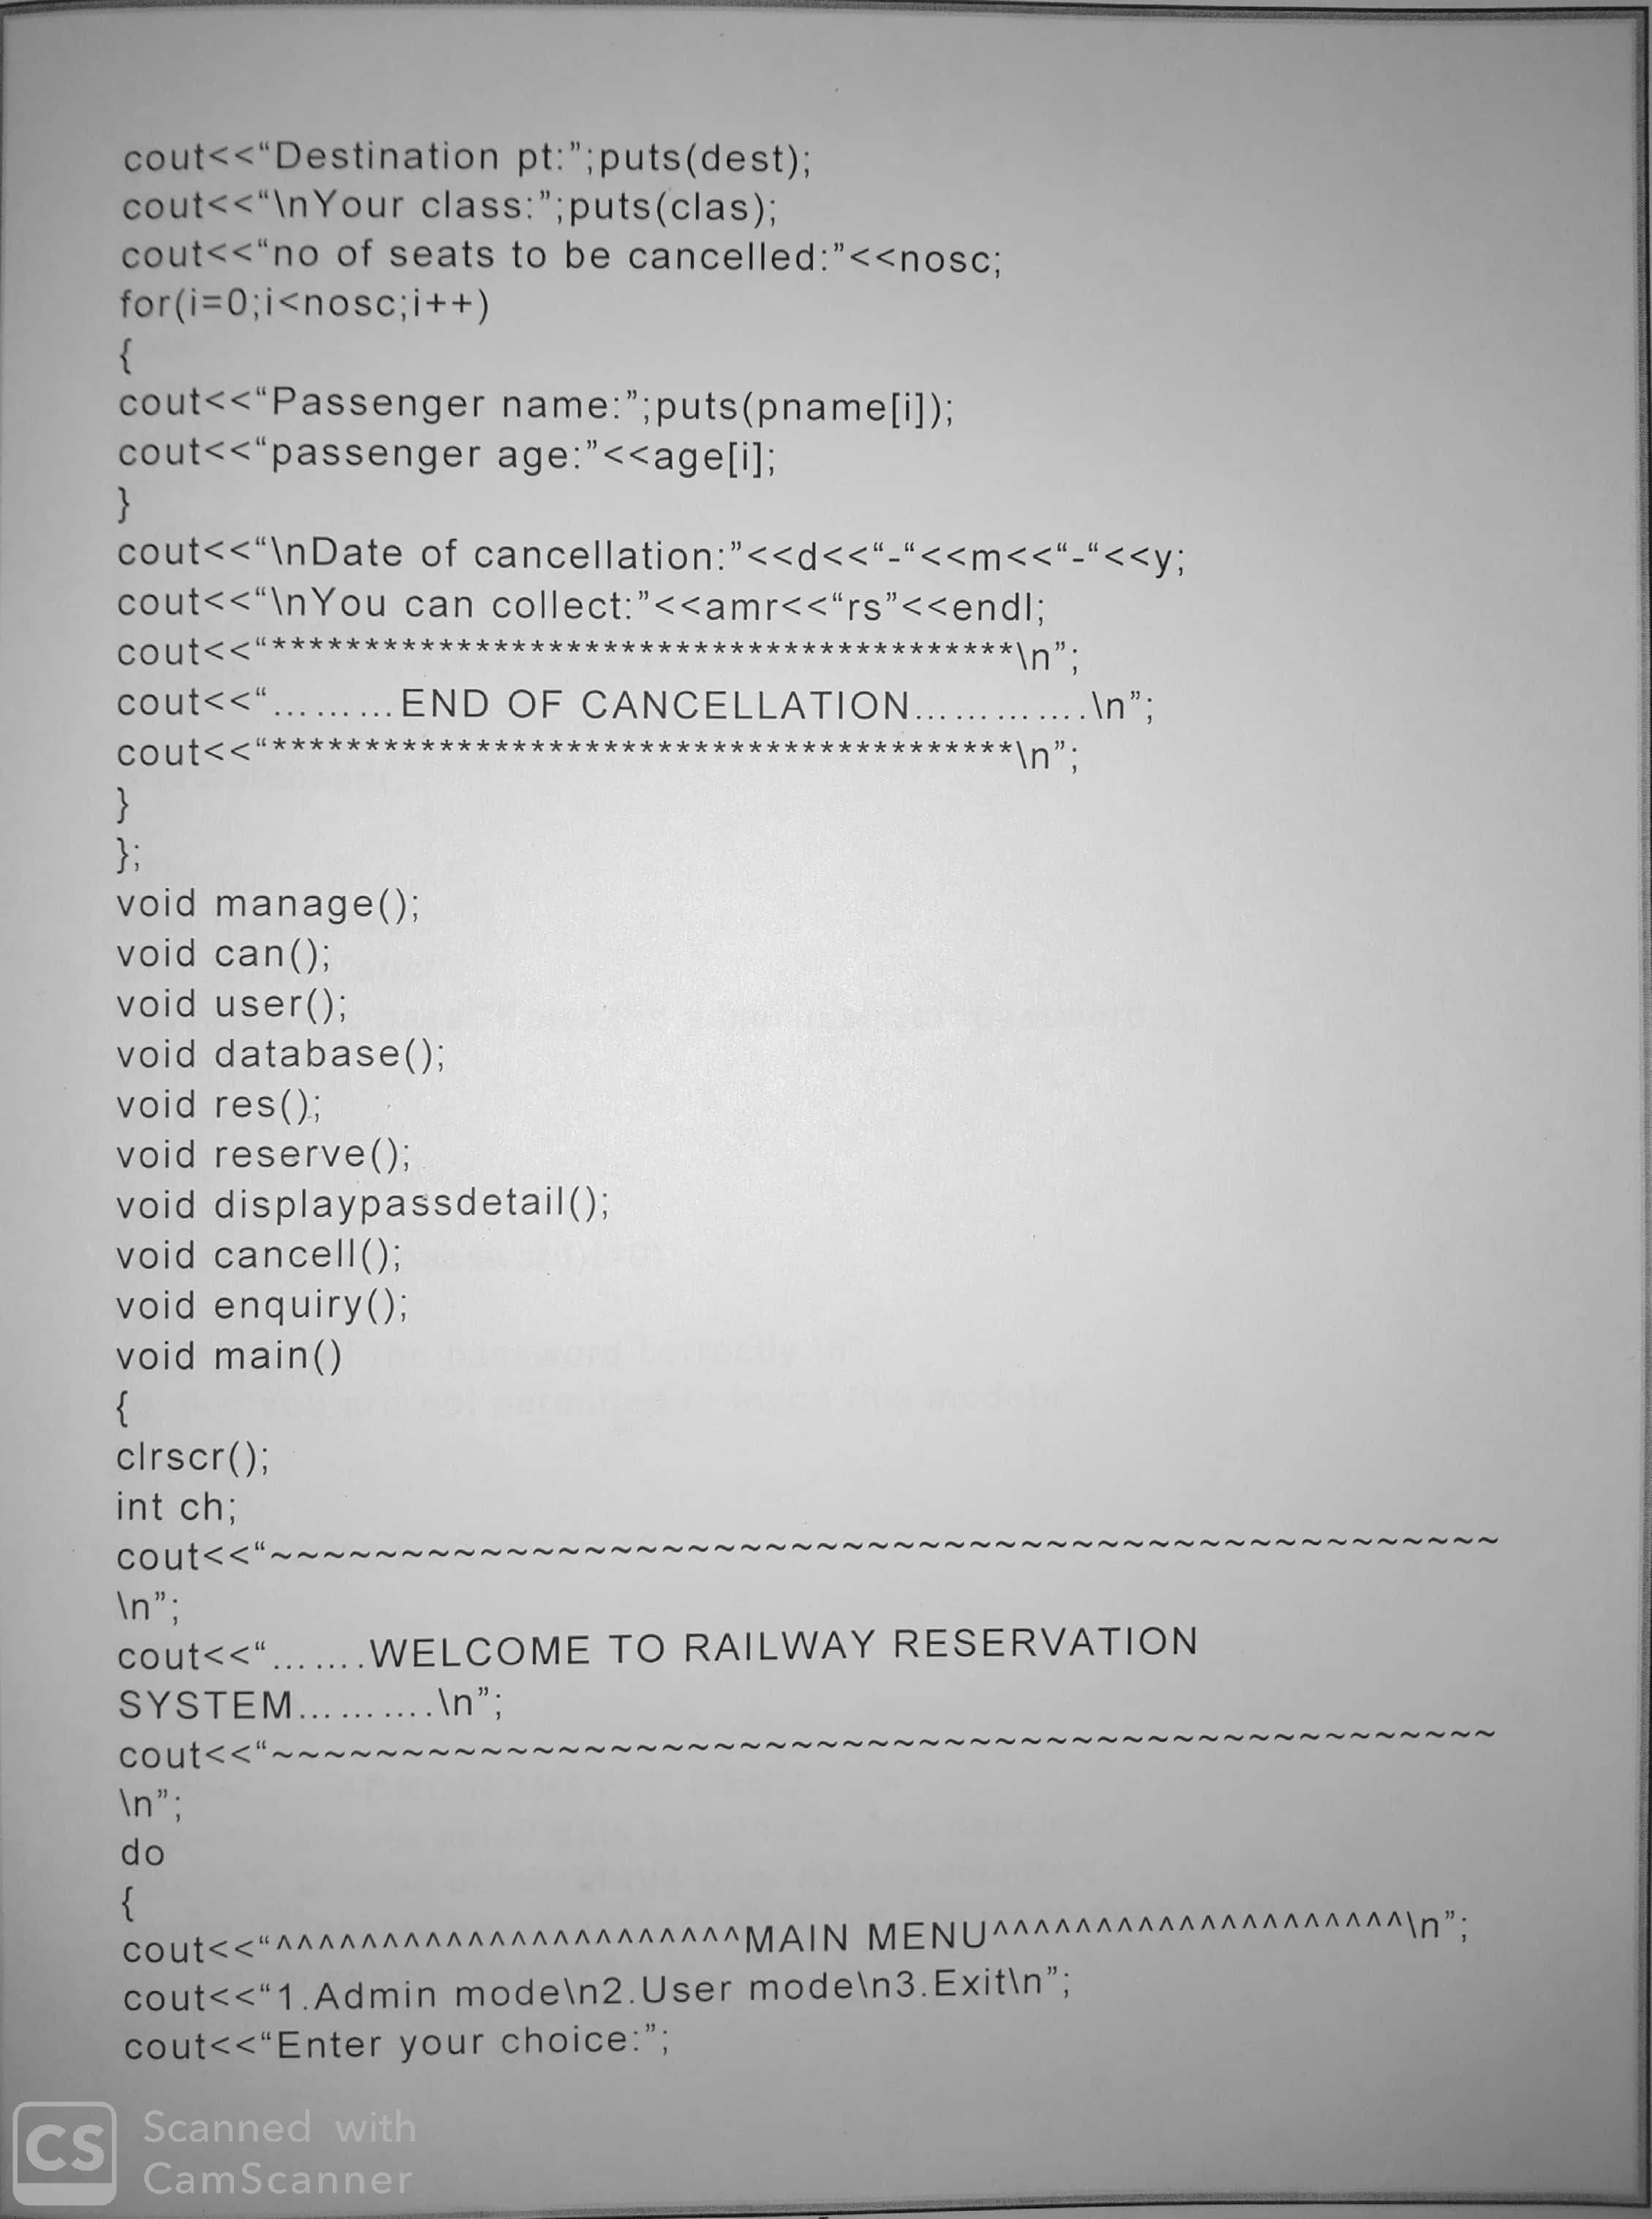 cout<<“Destination pt:”;puts(dest);
cout<<“\nYour class:”;puts(clas);
cout<<“no of seats to be cancelled:”<<nosc;
for(i=0;i<nosc;i++)
{
cout<<“Passenger name:”;puts(pname[i]);
cout<<“passenger age:”<<age[i];
}
cout<<“\nDate of cancellation:”<<d<<“-“<<m<<“-“<<y;
cout<<“\nYou can collect:”<<amr<<“rs”<<endl;
cout<<“****************************************\n”;
cout<<“………END OF CANCELLATION………….\n”;
cout<<“****************************************\n”;
}
};
void manage();
void can();
void user();
void database();
void res();
void reserve();
void displaypassdetail();
void cancell();
void enquiry();
void main()
{
clrscr();
int ch;
cout<<“~~~~~~~~~~~~~~~~~~~~~~~~~~~~~~~~~~~~~~~~~~~~~~~
\n”;
cout<<“…….WELCOME TO RAILWAY RESERVATION
SYSTEM……….\n”;
cout<<“~~~~~~~~~~~~~~~~~~~~~~~~~~~~~~~~~~~~~~~~~~~~~~~
\n”;
do
{
cout<<“^^^^^^^^^^^^^^^^^^^^^^MAIN MENU^^^^^^^^^^^^^^^^^^^^\n”;
cout<<“1.Admin mode\n2.User mode\n3.Exit\n”;
cout<<“Enter your choice:”;
CS
Scanned with
CamScanner